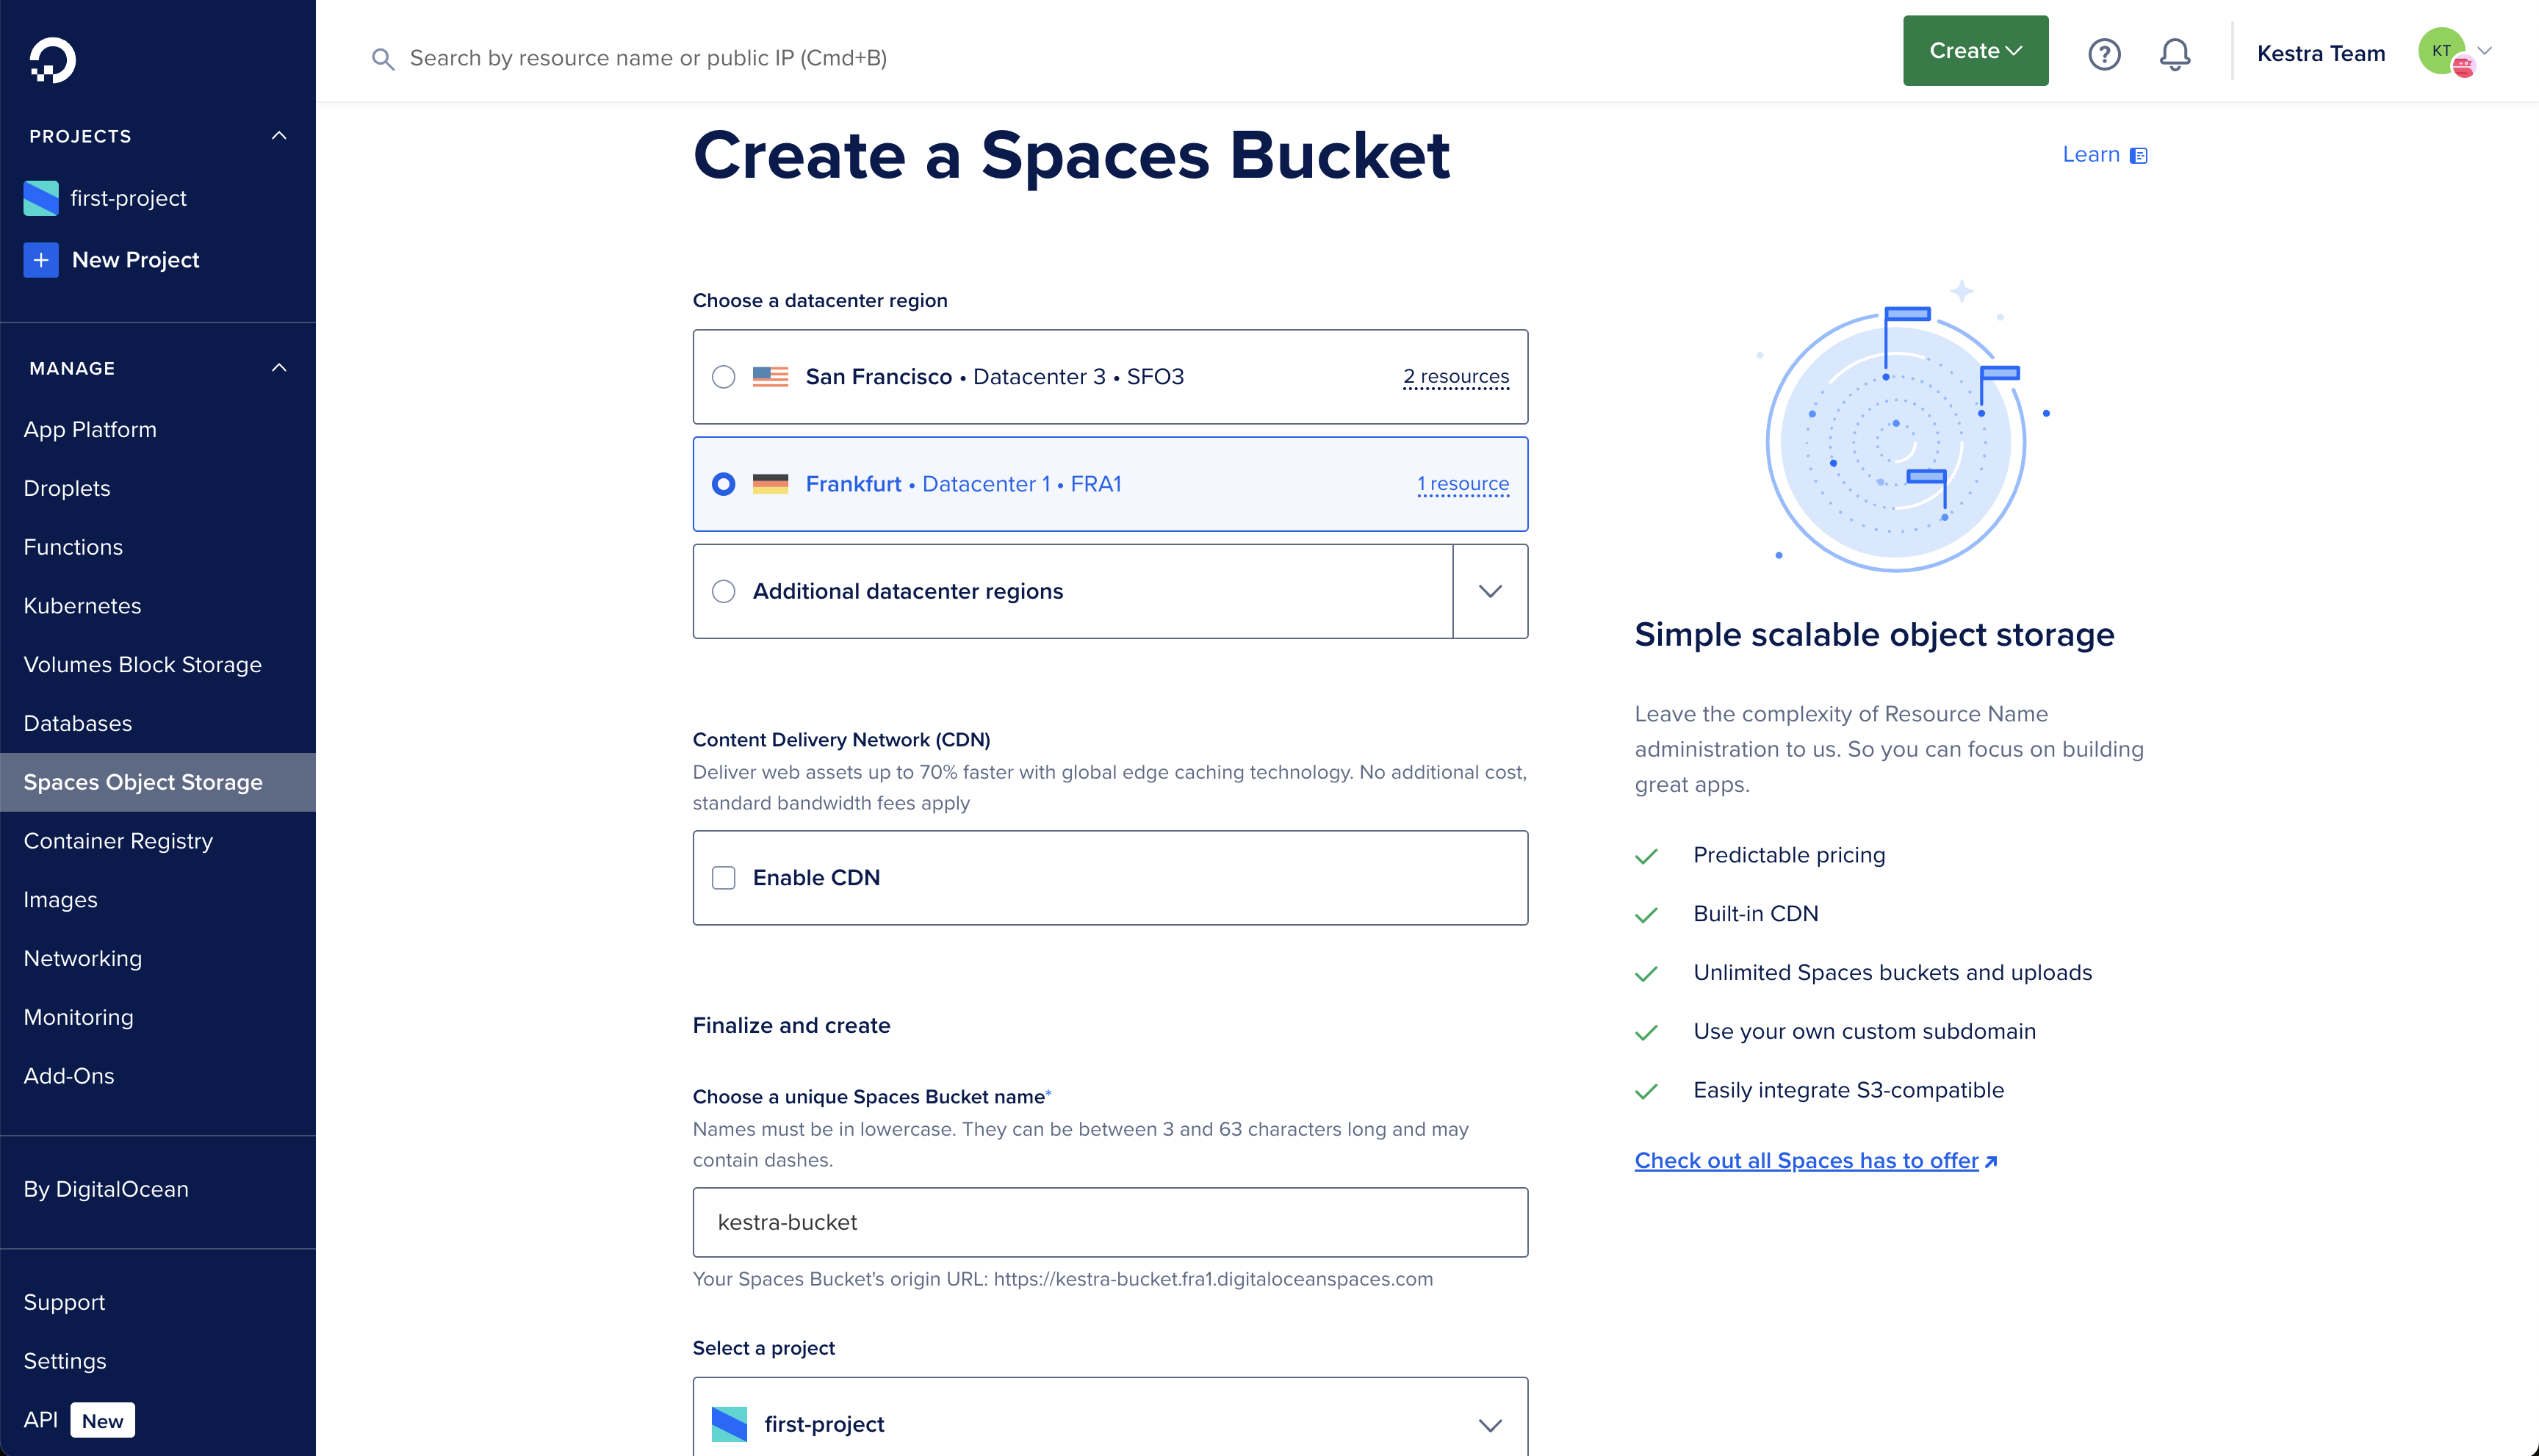 Search by resource name or public IP (Cmd+B)
Create
?
Kestra Team
KT
PROJECTS
first-project
New Project
MANAGE
App Platform
Droplets
Functions
Kubernetes
Volumes Block Storage
Databases
Spaces Object Storage
Container Registry
Images
Networking
Monitoring
Add-Ons
By DigitalOcean
Support
Settings
API New
Create a Spaces Bucket
Learn
Choose a datacenter region
San Francisco • Datacenter 3 • SFO3
2 resources
Frankfurt • Datacenter 1 • FRA1
1 resource
Additional datacenter regions
Content Delivery Network (CDN)
Deliver web assets up to 70% faster with global edge caching technology. No additional cost,
standard bandwidth fees apply
Enable CDN
Finalize and create
Choose a unique Spaces Bucket name*
Names must be in lowercase. They can be between 3 and 63 characters long and may
contain dashes.
kestra-bucket
Your Spaces Bucket's origin URL: https://kestra-bucket.fra1.digitaloceanspaces.com
Select a project
first-project
Simple scalable object storage
Leave the complexity of Resource Name
administration to us. So you can focus on building
great apps.
Predictable pricing
Built-in CDN
Unlimited Spaces buckets and uploads
Use your own custom subdomain
Easily integrate S3-compatible
Check out all Spaces has to offer